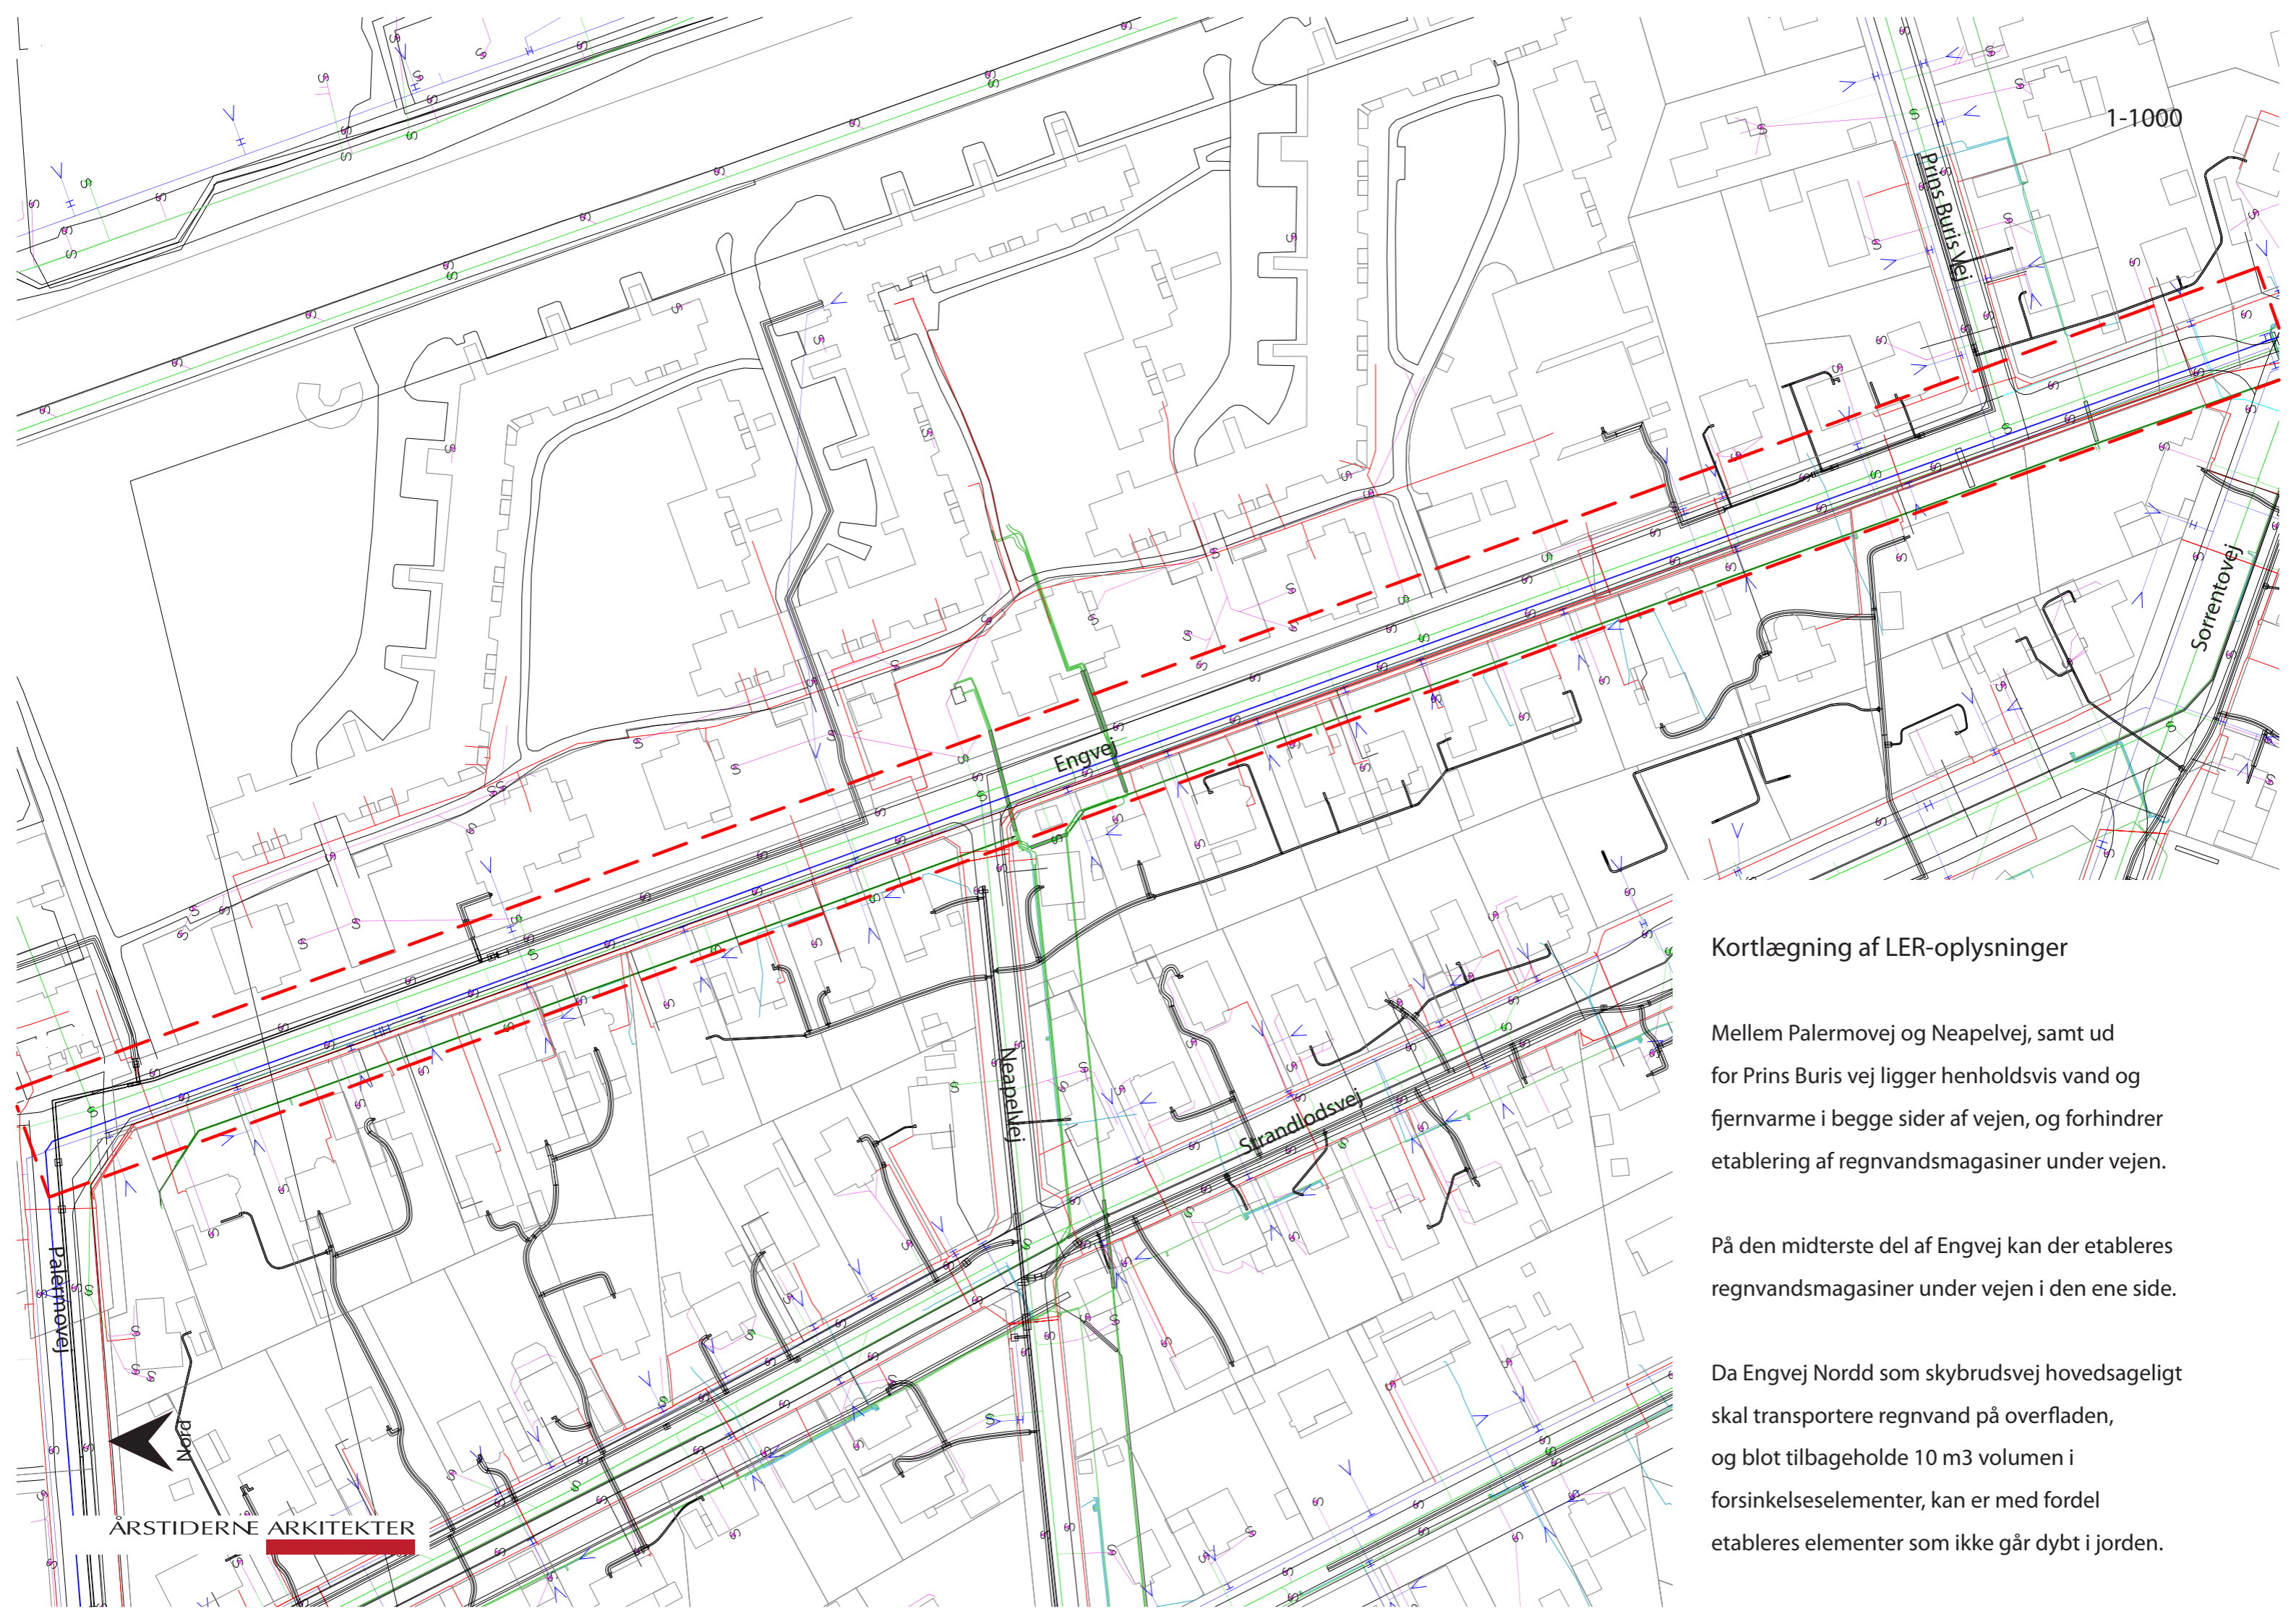 1-1000
Prins Buris Vej
Sorrentovej
Engvej
Neapelvej
Strandlodsvej
Palermovej
Nord
ÅRSTIDERNE ARKITEKTER
Kortlægning af LER-oplysninger
Mellem Palermovej og Neapelvej, samt ud
for Prins Buris vej ligger henholdsvis vand og
fjernvarme i begge sider af vejen, og forhindrer
etablering af regnvandsmagasiner under vejen.
På den midterste del af Engvej kan der etableres
regnvandsmagasiner under vejen i den ene side.
Da Engvej Nordd som skybrudsvej hovedsageligt
skal transportere regnvand på overfladen,
og blot tilbageholde 10 m3 volumen i
forsinkelseselementer, kan er med fordel
etableres elementer som ikke går dybt i jorden.